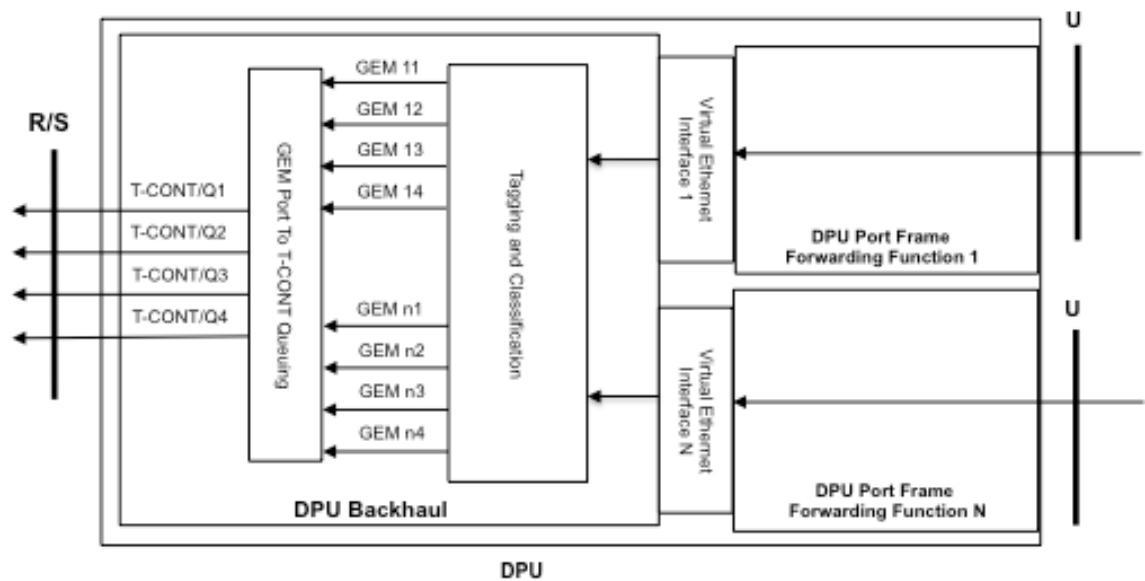 U
R/S
GEM 11
GEM 12
GEM 13
GEM 14
T-CONT/Q1
T-CONT/Q2
T-CONT/Q3
T-CONT/Q4
GEM n1
GEM n2
GEM n3
GEM n4
GEM Port To T-CONT Queuing
Tagging and Classification
Virtual Ethernet
Interface 1
DPU Port Frame
Forwarding Function 1
U
Virtual Ethernet
Interface N
DPU Port Frame
Forwarding Function N
DPU Backhaul
DPU